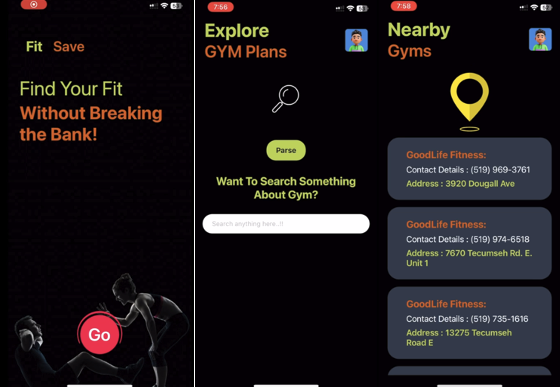 Fit Save
Find Your Fit
Without Breaking
the Bank!
Go
7:56
Explore
GYM Plans
Parse
Want To Search Something
About Gym?
Search anything here..!!
7:58
Nearby
Gyms
GoodLife Fitness:
Contact Details : (519) 969-3761
Address : 3920 Dougall Ave
GoodLife Fitness:
Contact Details : (519) 974-6518
Address : 7670 Tecumseh Rd. E.
Unit 1
GoodLife Fitness:
Contact Details : (519) 735-1616
Address : 13275 Tecumseh
Road E